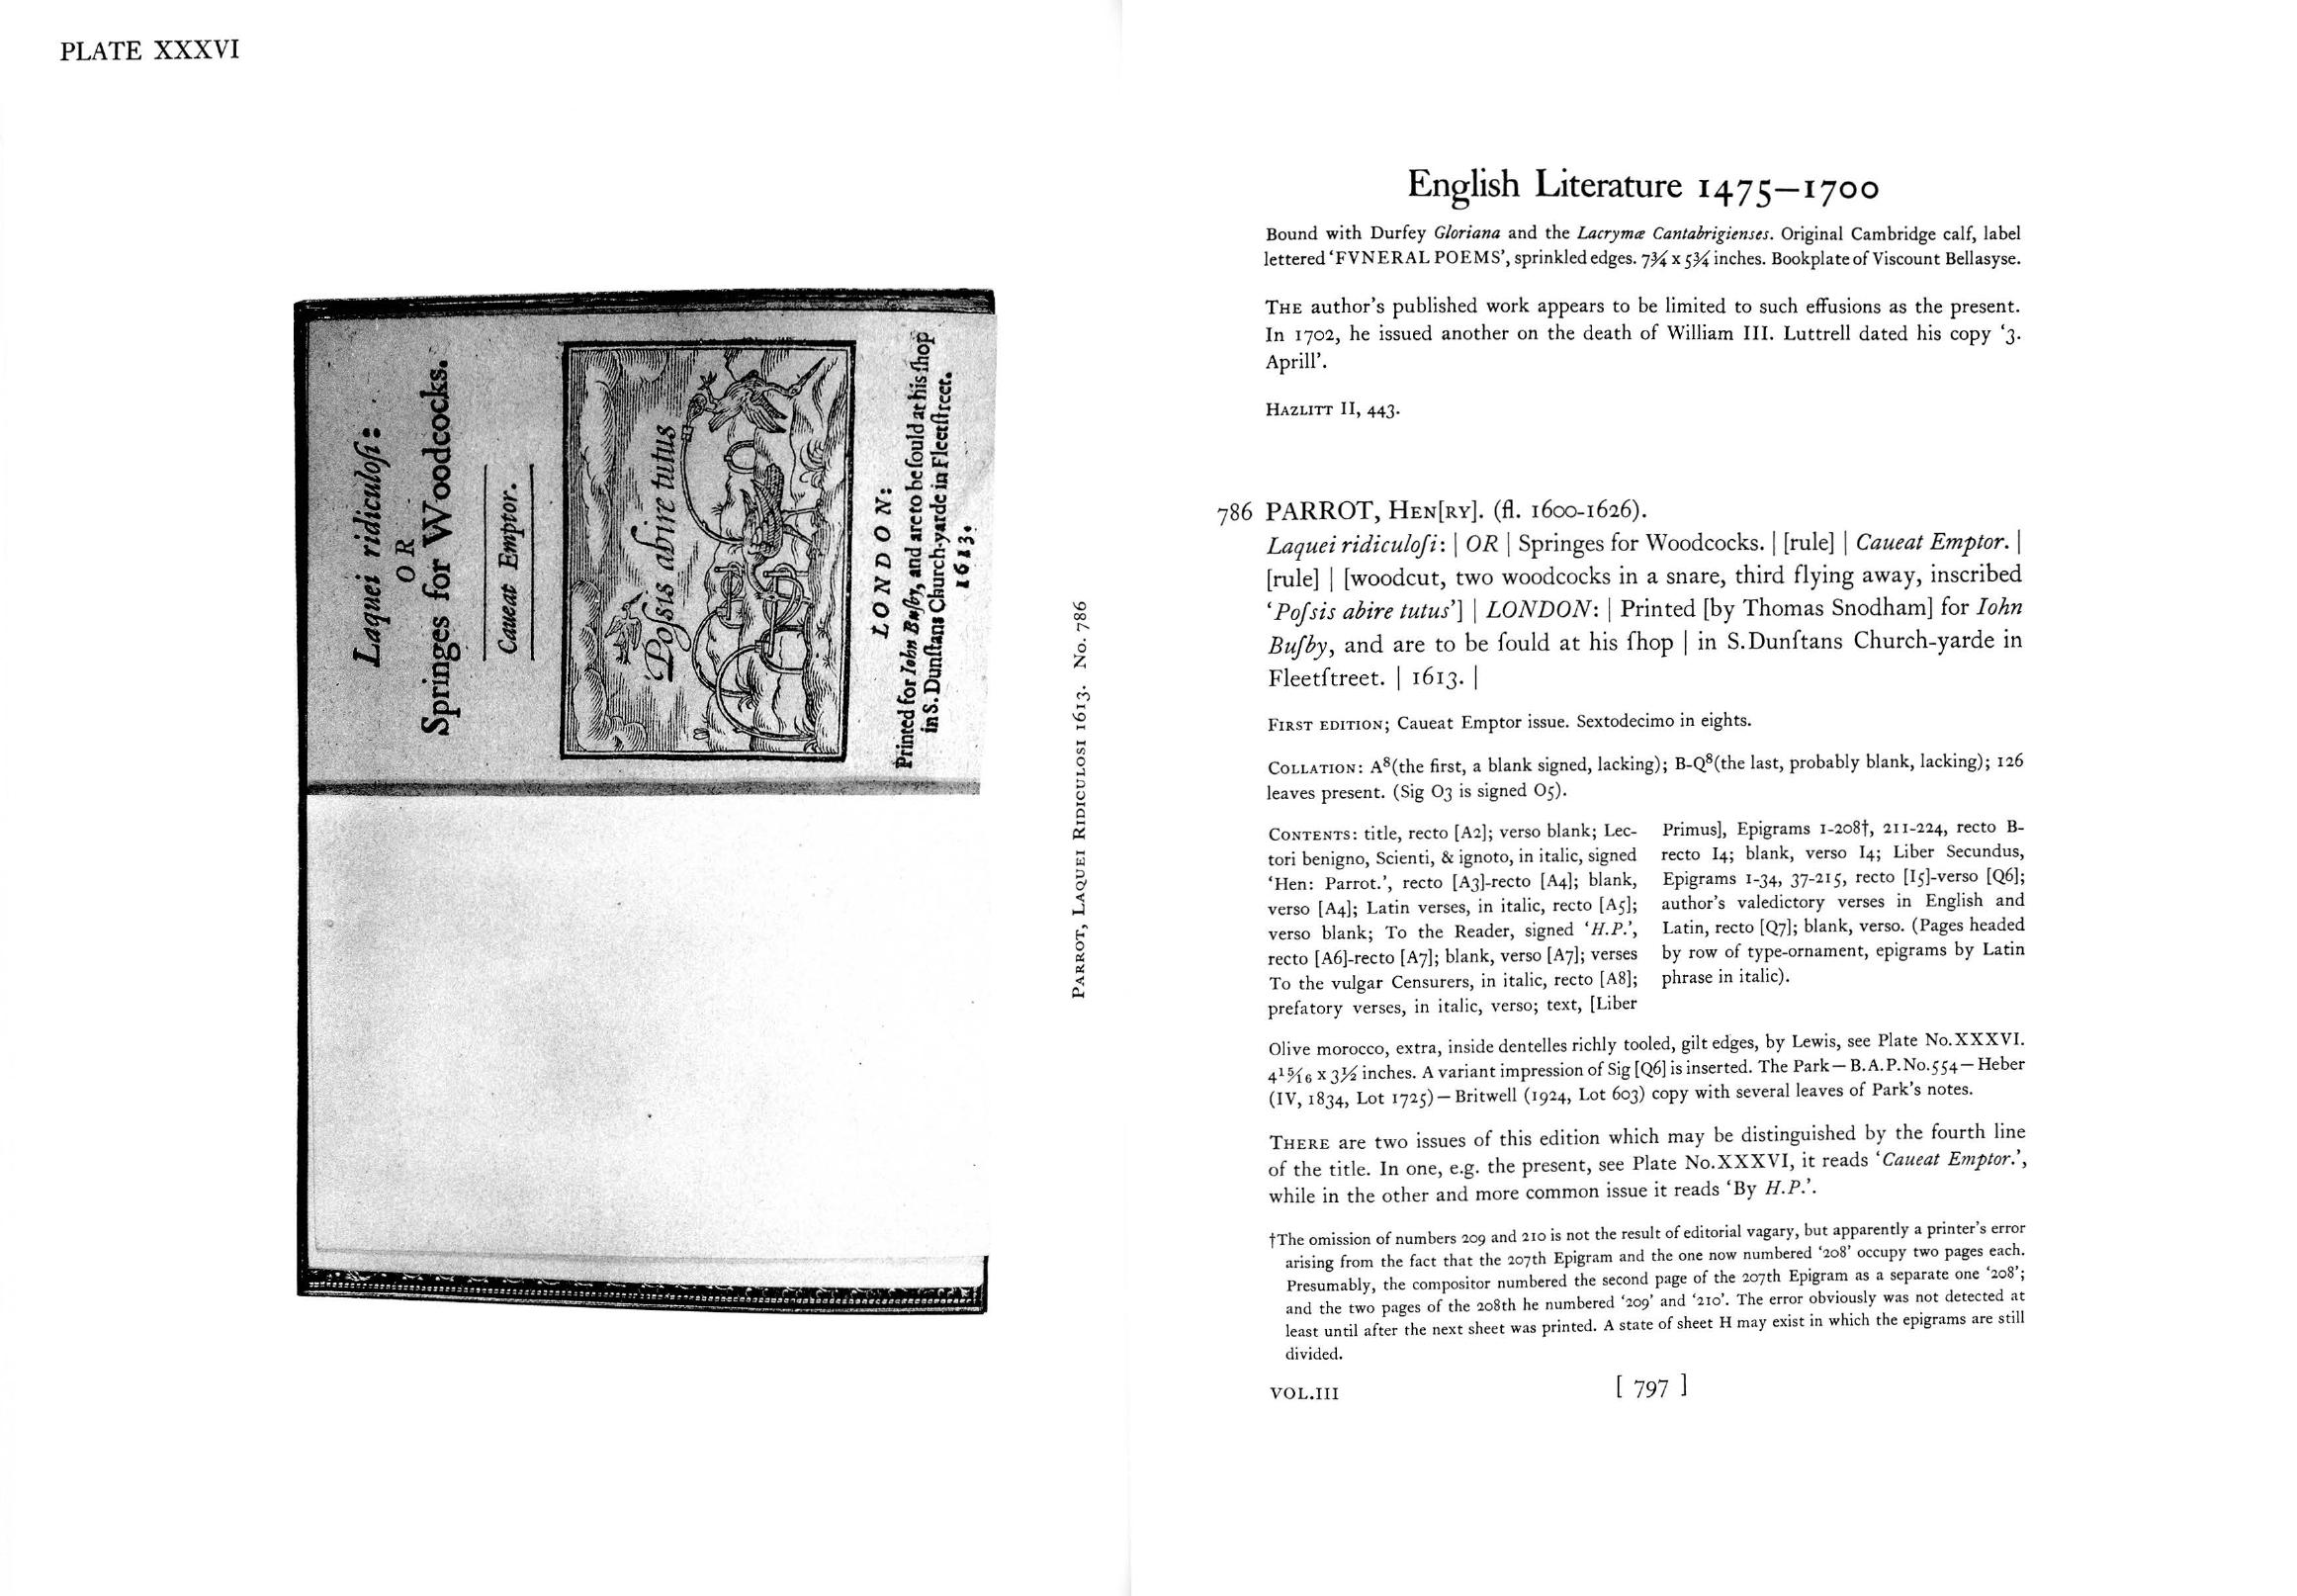 PLATE XXXVI
Laquei ridiculoſi:
OR
Springes for Woodcocks.
Caueat Emptor.
Poſsis abire tutus
LONDON:
Printed for Iohn Buſby, and are to be ſould at his ſhop
in S. Dunſtans Church-yarde in Fleetſtreet.
1613.
PARROT, LAQUEI RIDICULOSI 1613. No. 786
English Literature 1475–1700
Bound with Durfey Gloriana and the Lacrymæ Cantabrigienses. Original Cambridge calf, label
lettered ‘FVNERAL POEMS’, sprinkled edges. 7¾ x 5¾ inches. Bookplate of Viscount Bellasyse.
THE author’s published work appears to be limited to such effusions as the present.
In 1702, he issued another on the death of William III. Luttrell dated his copy ‘3.
Aprill’.
HAZLITT II, 443.
786 PARROT, HEN[RY]. (fl. 1600-1626).
Laquei ridiculoſi: | OR | Springes for Woodcocks. | [rule] | Caueat Emptor. |
[rule] | [woodcut, two woodcocks in a snare, third flying away, inscribed
‘Poſsis abire tutus’] | LONDON: | Printed [by Thomas Snodham] for Iohn
Buſby, and are to be ſould at his ſhop | in S.Dunſtans Church-yarde in
Fleetſtreet. | 1613. |
FIRST EDITION; Caueat Emptor issue. Sextodecimo in eights.
COLLATION: A⁸(the first, a blank signed, lacking); B-Q⁸(the last, probably blank, lacking); 126
leaves present. (Sig O3 is signed O5).
CONTENTS: title, recto [A2]; verso blank; Lec-
tori benigno, Scienti, & ignoto, in italic, signed
‘Hen: Parrot.’, recto [A3]-recto [A4]; blank,
verso [A4]; Latin verses, in italic, recto [A5];
verso blank; To the Reader, signed ‘H.P.’,
recto [A6]-recto [A7]; blank, verso [A7]; verses
To the vulgar Censurers, in italic, recto [A8];
prefatory verses, in italic, verso; text, [Liber
Primus], Epigrams 1-208†, 211-224, recto B-
recto I4; blank, verso I4; Liber Secundus,
Epigrams 1-34, 37-215, recto [I5]-verso [Q6];
author’s valedictory verses in English and
Latin, recto [Q7]; blank, verso. (Pages headed
by row of type-ornament, epigrams by Latin
phrase in italic).
Olive morocco, extra, inside dentelles richly tooled, gilt edges, by Lewis, see Plate No.XXXVI.
4¹⁵⁄₁₆ x 3½ inches. A variant impression of Sig [Q6] is inserted. The Park—B.A.P.No.554—Heber
(IV, 1834, Lot 1725)—Britwell (1924, Lot 603) copy with several leaves of Park’s notes.
THERE are two issues of this edition which may be distinguished by the fourth line
of the title. In one, e.g. the present, see Plate No.XXXVI, it reads ‘Caueat Emptor.’,
while in the other and more common issue it reads ‘By H.P.’.
†The omission of numbers 209 and 210 is not the result of editorial vagary, but apparently a printer’s error
arising from the fact that the 207th Epigram and the one now numbered ‘208’ occupy two pages each.
Presumably, the compositor numbered the second page of the 207th Epigram as a separate one ‘208’;
and the two pages of the 208th he numbered ‘209’ and ‘210’. The error obviously was not detected at
least until after the next sheet was printed. A state of sheet H may exist in which the epigrams are still
divided.
VOL.III
[ 797 ]